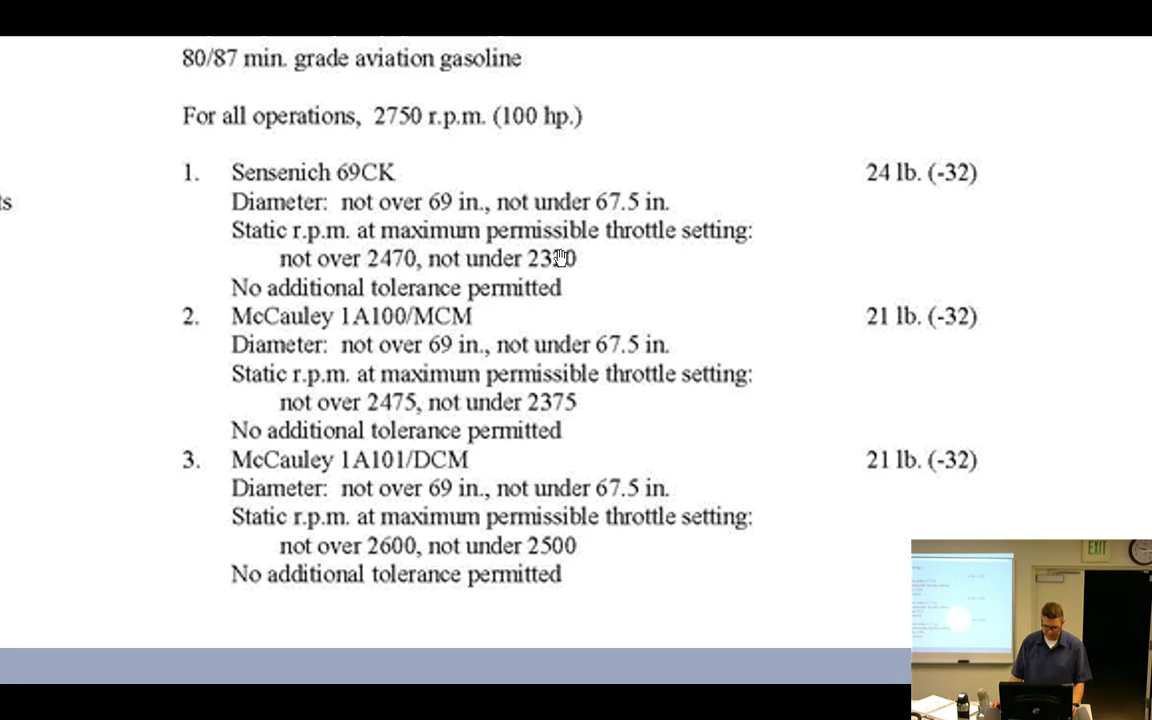 80/87 min. grade aviation gasoline
For all operations, 2750 r.p.m. (100 hp.)
1. Sensenich 69CK 24 lb. (-32)
Diameter: not over 69 in., not under 67.5 in.
ts
Static r.p.m. at maximum permissible throttle setting:
not over 2470, not under
No additional tolerance permitted
2. McCauley 1A100/MCM 21 lb. (-32)
Diameter: not over 69 in., not under 67.5 in.
Static r.p.m. at maximum permissible throttle setting:
not over 2475, not under 2375
No additional tolerance permitted
3. McCauley 1A101/DCM 21 lb. (-32)
Diameter: not over 69 in., not under 67.5 in.
Static r.p.m. at maximum permissible throttle setting:
not over 2600, not under 2500
No additional tolerance permitted
EXIT